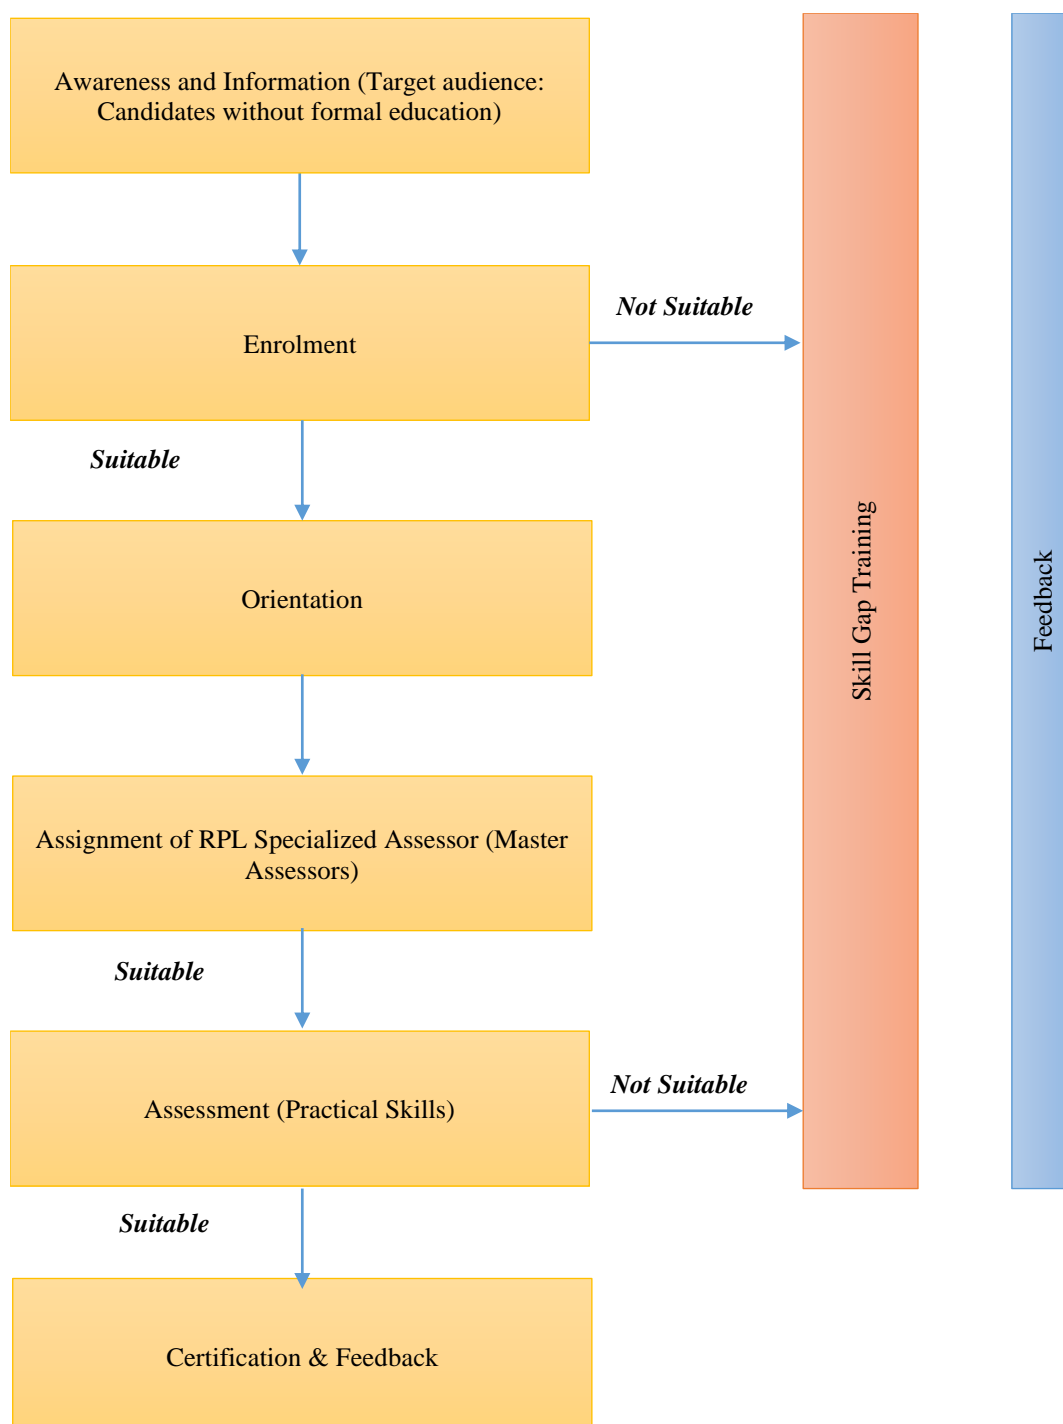 Awareness and Information (Target audience:
Candidates without formal education)
Enrolment
Not Suitable
Suitable
Orientation
Assignment of RPL Specialized Assessor (Master
Assessors)
Suitable
Assessment (Practical Skills)
Not Suitable
Suitable
Certification & Feedback
Skill Gap Training
Feedback